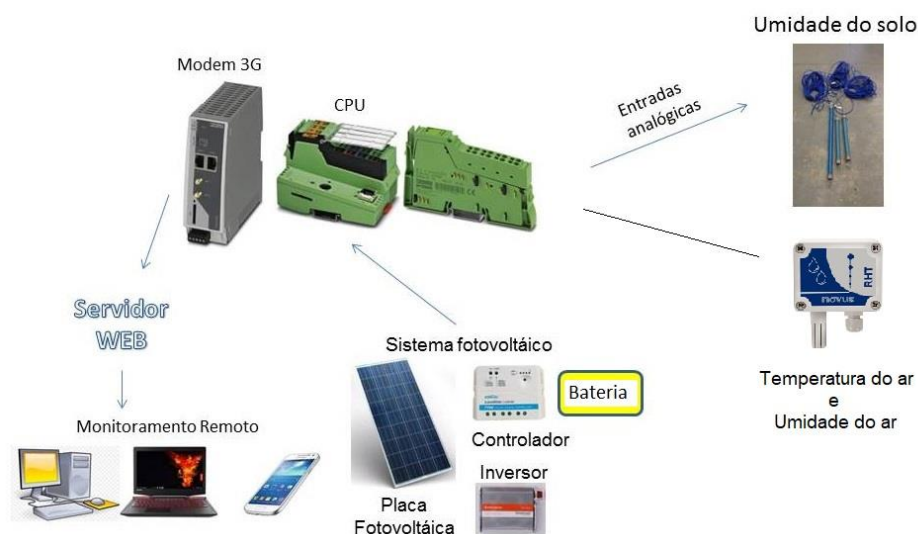 Umidade do solo
Modem 3G
CPU
Entradas
analógicas
RHT
novus
Servidor
WEB
Sistema fotovoltáico
Bateria
Controlador
Temperatura do ar
e
Umidade do ar
Monitoramento Remoto
Inversor
Placa
Fotovoltáica